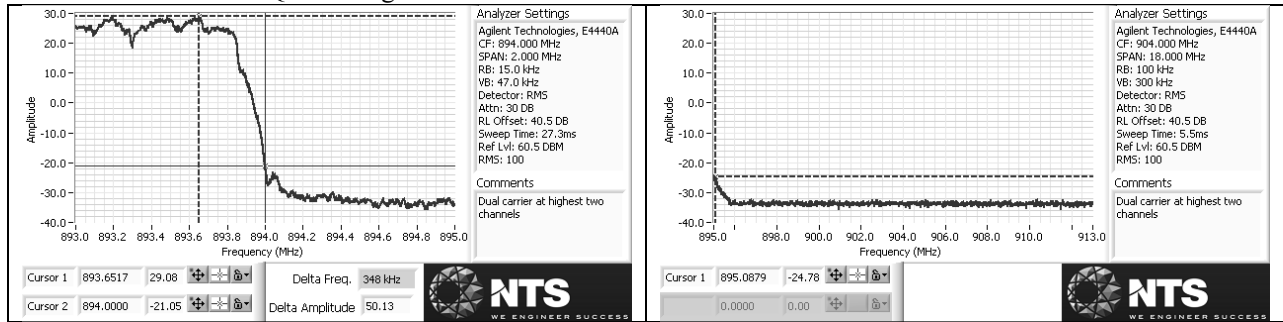 30.0
20.0
10.0
0.0
-10.0
-20.0
-30.0
-40.0
Amplitude
893.0 893.2 893.4 893.6 893.8 894.0 894.2 894.4 894.6 894.8 895.0
Frequency (MHz)
Analyzer Settings
Agilent Technologies, E4440A
CF: 894.000 MHz
SPAN: 2.000 MHz
RB: 15.0 kHz
VB: 47.0 kHz
Detector: RMS
Attn: 30 DB
RL Offset: 40.5 DB
Sweep Time: 27.3ms
Ref Lvl: 60.5 DBM
RMS: 100
Comments
Dual carrier at highest two
channels
Cursor 1 893.6517 29.08
Cursor 2 894.0000 -21.05
Delta Freq. 348 kHz
Delta Amplitude 50.13
NTS
WE ENGINEER SUCCESS
30.0
20.0
10.0
0.0
-10.0
-20.0
-30.0
-40.0
Amplitude
895.0 898.0 900.0 902.0 904.0 906.0 908.0 910.0 913.0
Frequency (MHz)
Analyzer Settings
Agilent Technologies, E4440A
CF: 904.000 MHz
SPAN: 18.000 MHz
RB: 100 kHz
VB: 300 kHz
Detector: RMS
Attn: 30 DB
RL Offset: 40.5 DB
Sweep Time: 5.5ms
Ref Lvl: 60.5 DBM
RMS: 100
Comments
Dual carrier at highest two
channels
Cursor 1 895.0879 -24.78
0.0000 0.00
NTS
WE ENGINEER SUCCESS